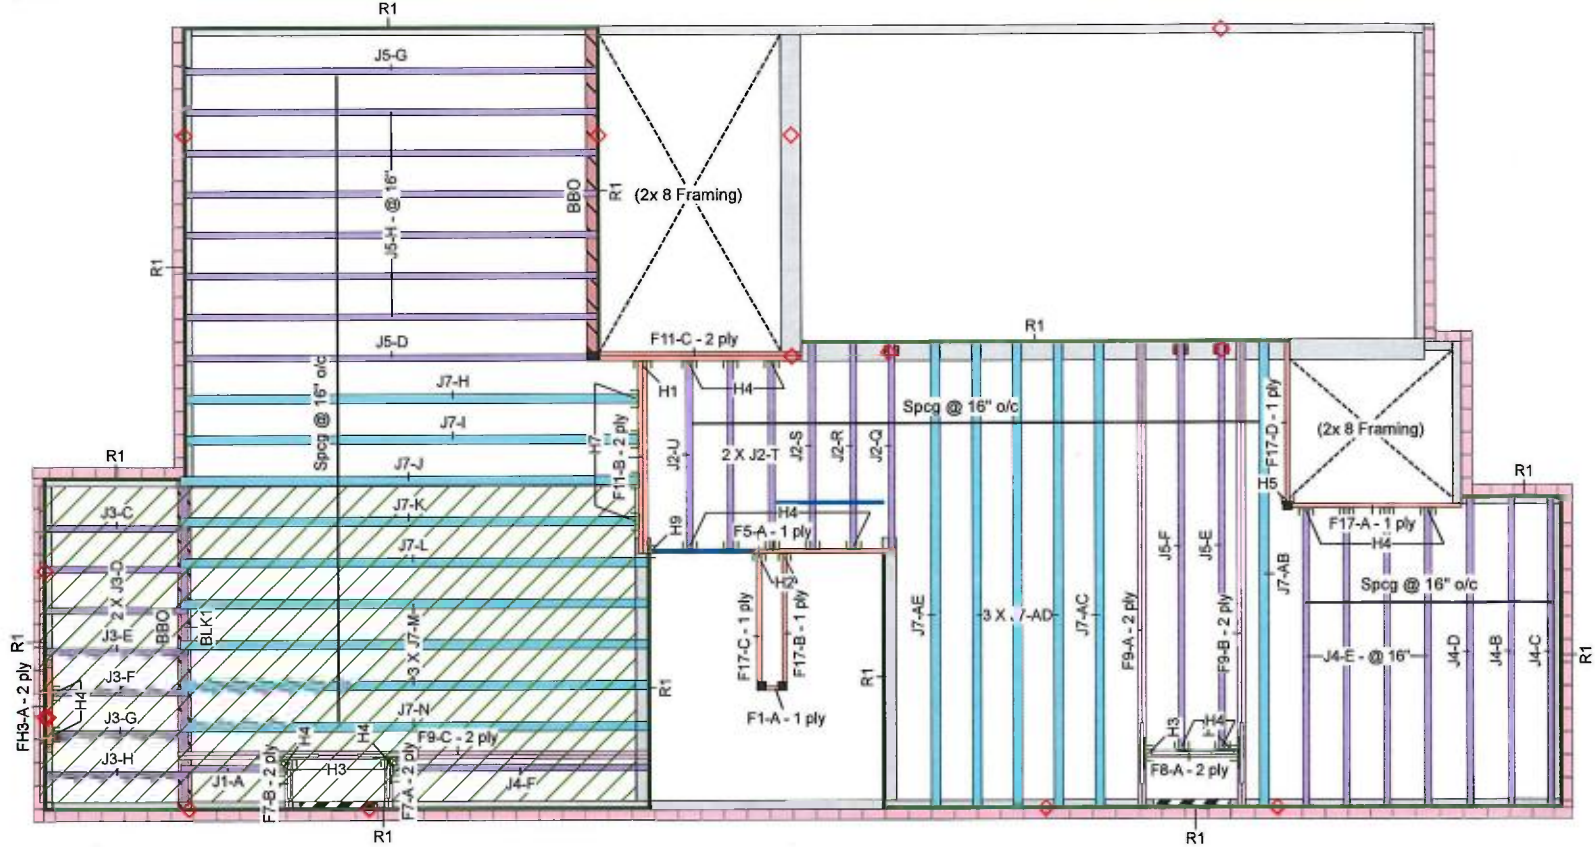 R1
J5-G
J5-H - @ 16"
BBO
R1
(2x 8 Framing)
R1
J5-D
F11-C - 2 ply
R1
Spcg @ 16" o/c
J7-H
J7-I
J7-J
H7
F11-B - 2 ply
H1
H4
J2-U
2 X J2-T
J2-S
J2-R
J2-Q
Spcg @ 16" o/c
F17-D - 1 ply
(2x 8 Framing)
H5
R1
R1
J3-C
2 X J3-D
J3-E
J3-F
J3-G
J3-H
R1
FH3-A - 2 ply
H4
BBO
BLK1
J7-K
J7-L
3 X J7-M
J7-N
F9-C - 2 ply
H4
H4
H3
J1-A
F7-B - 2 ply
F7-A - 2 ply
J4-F
R1
H9
H4
F5-A - 1 ply
H2
F17-C - 1 ply
F17-B - 1 ply
F1-A - 1 ply
R1
R1
J7-AE
3 X J7-AD
J7-AC
F9-A - 2 ply
J5-F
J5-E
F9-B - 2 ply
J7-AB
H3
H4
F8-A - 2 ply
R1
F17-A - 1 ply
H4
Spcg @ 16" o/c
J4-E - @ 16"
J4-D
J4-B
J4-C
R1